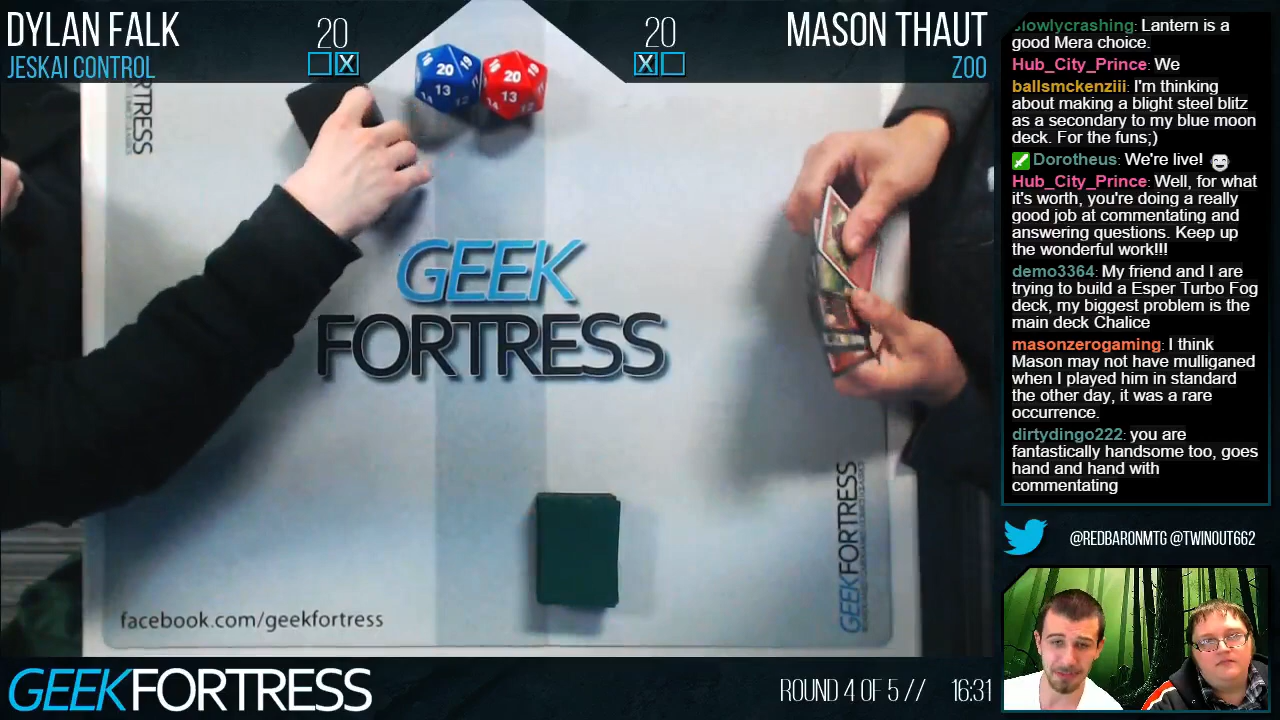 DYLAN FALK
JESKAI CONTROL
20
X
20
X
MASON THAUT
ZOO
FORTRESS
20
13
20
13
GEEK
FORTRESS
GEEKFORTRESS
facebook.com/geekfortress
GEEKFORTRESS
ROUND 4 OF 5 // 16:31
slowlycrashing: Lantern is a
good Mera choice.
Hub_City_Prince: We
ballsmckenziii: I'm thinking
about making a blight steel blitz
as a secondary to my blue moon
deck. For the funs;)
Dorotheus: We're live!
Hub_City_Prince: Well, for what
it's worth, you're doing a really
good job at commentating and
answering questions. Keep up
the wonderful work!!!
demo3364: My friend and I are
trying to build a Esper Turbo Fog
deck, my biggest problem is the
main deck Chalice
masonzerogaming: I think
Mason may not have mulliganed
when I played him in standard
the other day, it was a rare
occurrence.
dirtydingo222: you are
fantastically handsome too, goes
hand and hand with
commentating
@REDBARONMTG @TWINOUT662